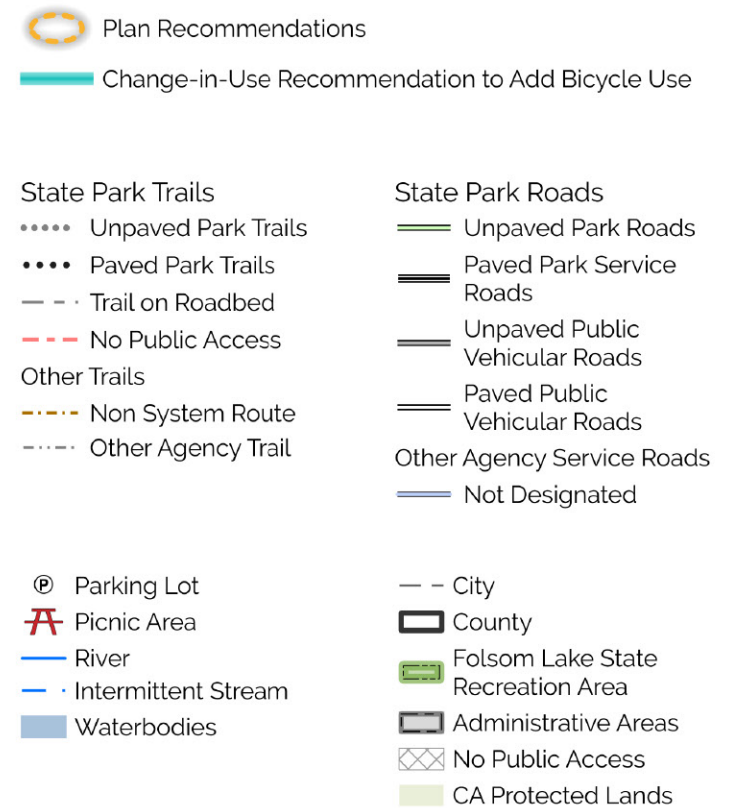 Plan Recommendations
Change-in-Use Recommendation to Add Bicycle Use
State Park Trails
Unpaved Park Trails
Paved Park Trails
Trail on Roadbed
No Public Access
Other Trails
Non System Route
Other Agency Trail
State Park Roads
Unpaved Park Roads
Paved Park Service
Roads
Unpaved Public
Vehicular Roads
Paved Public
Vehicular Roads
Other Agency Service Roads
Not Designated
P Parking Lot
Picnic Area
River
Intermittent Stream
Waterbodies
City
County
Folsom Lake State
Recreation Area
Administrative Areas
No Public Access
CA Protected Lands